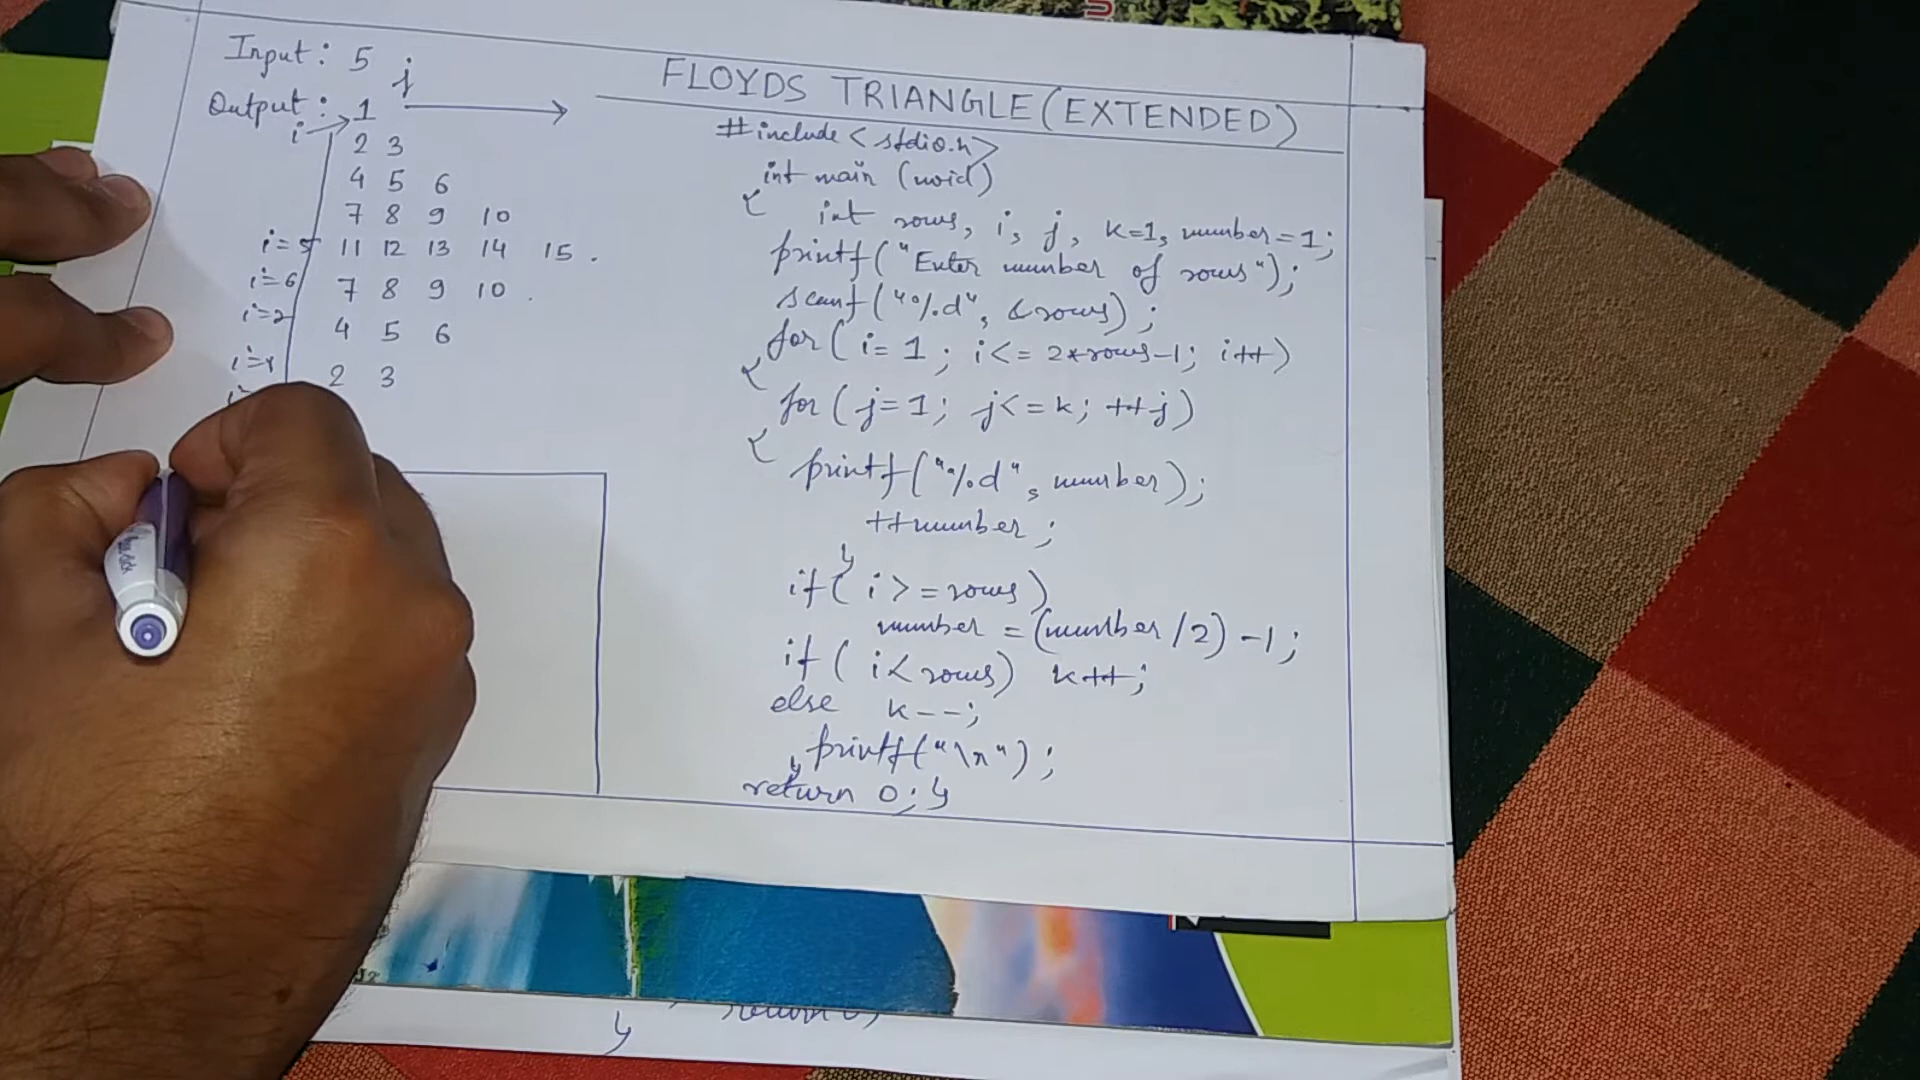 Input: 5
j
Output: 1
i
2 3
4 5 6
7 8 9 10
i=5 11 12 13 14 15 .
i=6 7 8 9 10 .
4 5 6
2 3
FLOYDS TRIANGLE (EXTENDED)
#include <stdio.h>
int main (void)
{
int rows, i, j, k=1, number=1;
printf("Enter number of rows");
scanf("%d", &rows);
for (i=1; i<=2*rows-1; i++)
{
for (j=1; j<=k; ++j)
{
printf("%d", number);
++number;
}
if (i>=rows)
number = (number/2)-1;
if (i<rows) k++;
else k--;
printf("\n");
}
return 0; }
}